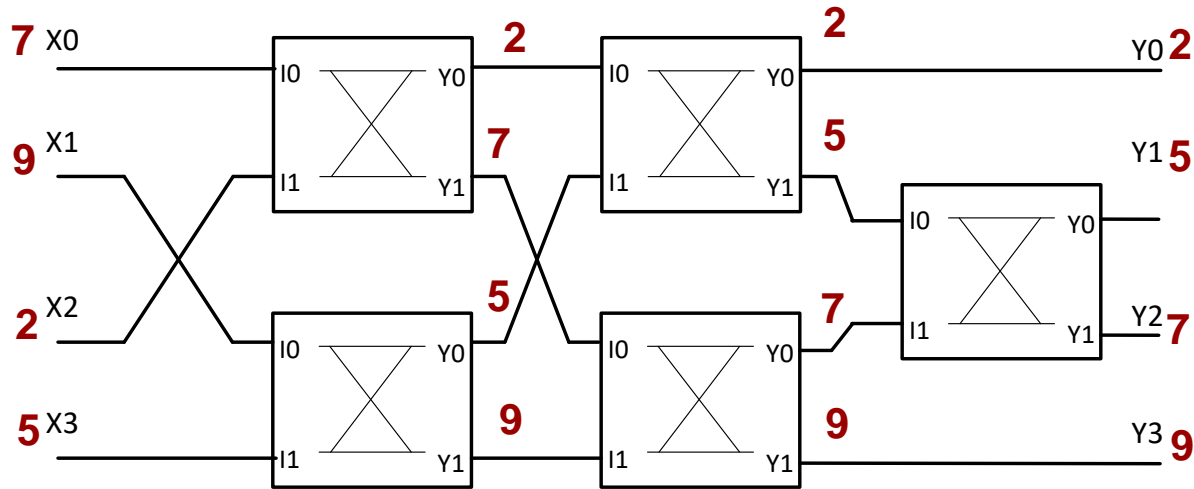 7 X0
2
2
Y0 2
I0 Y0
I0 Y0
9 X1
7
5
Y1 5
I1 Y1
I1 Y1
I0 Y0
2 X2
5
7
Y2 7
I1 Y1
I0 Y0
I0 Y0
5 X3
9
9
Y3 9
I1 Y1
I1 Y1